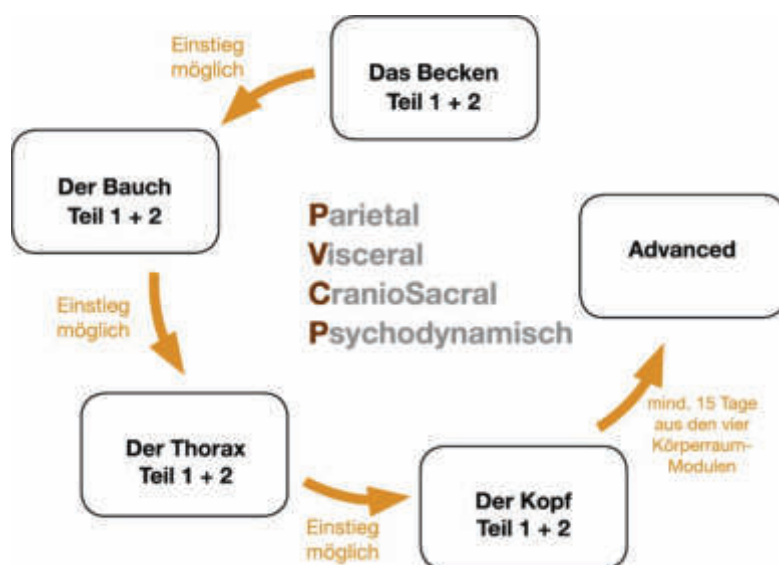 Einstieg
möglich
Das Becken
Teil 1 + 2
Der Bauch
Teil 1 + 2
Parietal
Visceral
CranioSacral
Psychodynamisch
Advanced
Einstieg
möglich
mind. 15 Tage
aus den vier
Körperraum-
Modulen
Der Thorax
Teil 1 + 2
Der Kopf
Teil 1 + 2
Einstieg
möglich